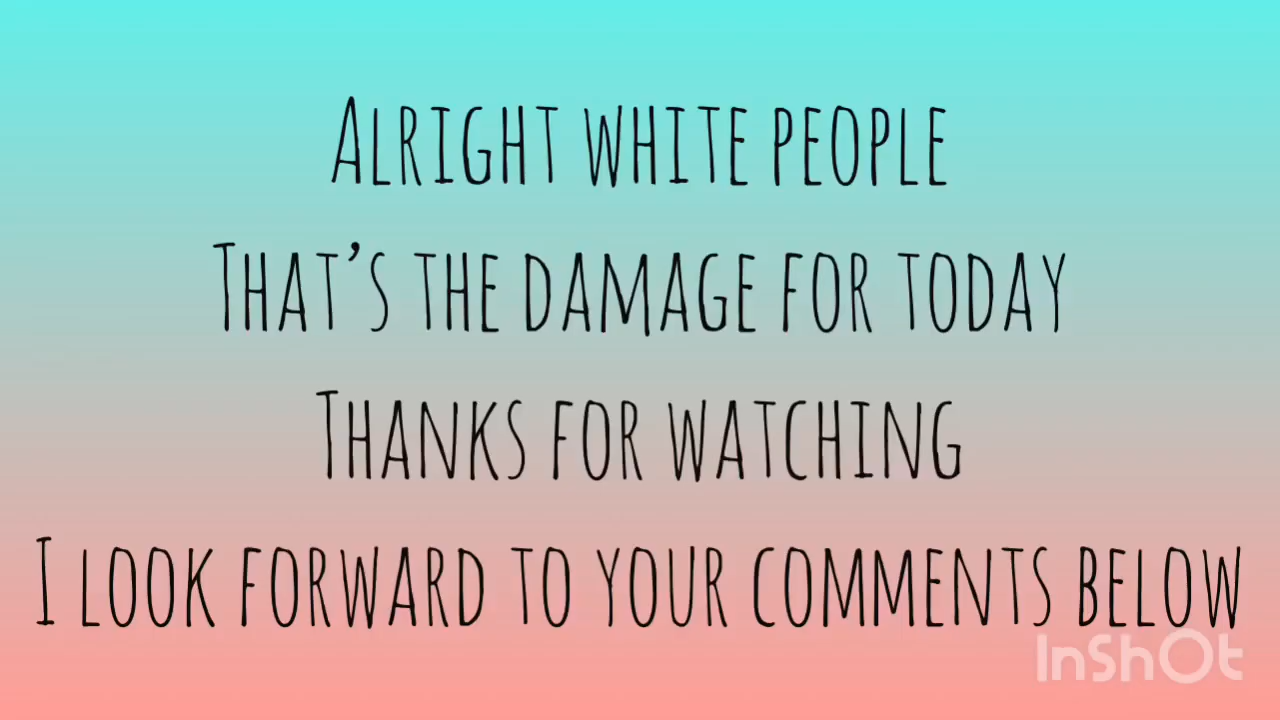 Alright white people
That's the damage for today
Thanks for watching
I look forward to your comments below
InShOt